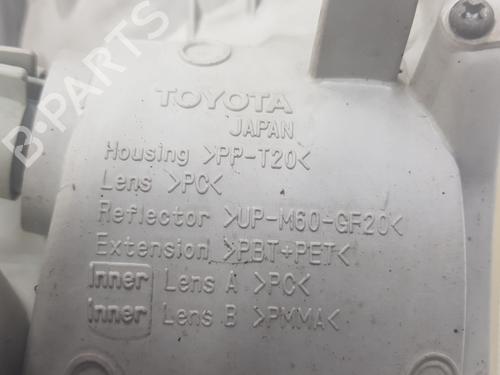 TOYOTA
JAPAN
Housing >PP-T20<
Lens >PC<
Reflector >UP-M60-GF20<
Extension >PBT+PET<
Inner Lens A >PC<
Inner Lens B >PMMA<
B-PARTS